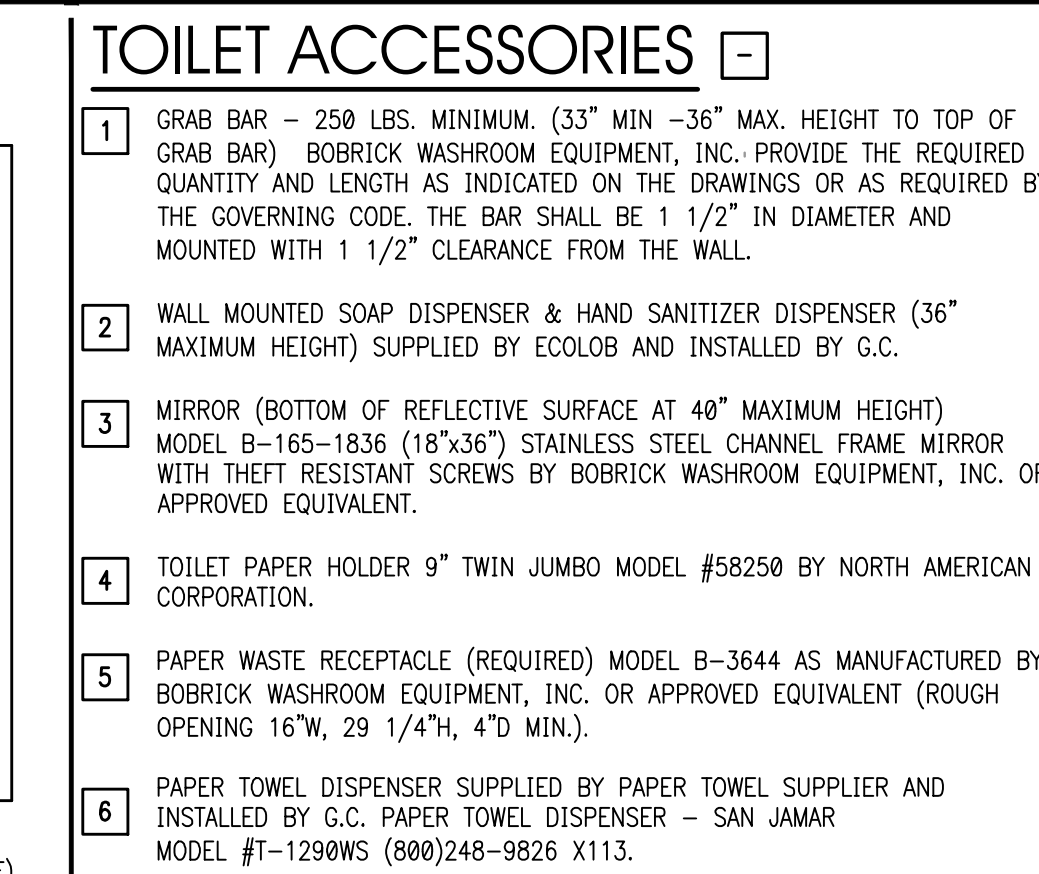 TOILET ACCESSORIES -
1 GRAB BAR – 250 LBS. MINIMUM. (33" MIN –36" MAX. HEIGHT TO TOP OF
GRAB BAR) BOBRICK WASHROOM EQUIPMENT, INC. PROVIDE THE REQUIRED
QUANTITY AND LENGTH AS INDICATED ON THE DRAWINGS OR AS REQUIRED BY
THE GOVERNING CODE. THE BAR SHALL BE 1 1/2" IN DIAMETER AND
MOUNTED WITH 1 1/2" CLEARANCE FROM THE WALL.
2 WALL MOUNTED SOAP DISPENSER & HAND SANITIZER DISPENSER (36"
MAXIMUM HEIGHT) SUPPLIED BY ECOLOB AND INSTALLED BY G.C.
3 MIRROR (BOTTOM OF REFLECTIVE SURFACE AT 40" MAXIMUM HEIGHT)
MODEL B–165–1836 (18"x36") STAINLESS STEEL CHANNEL FRAME MIRROR
WITH THEFT RESISTANT SCREWS BY BOBRICK WASHROOM EQUIPMENT, INC. OR
APPROVED EQUIVALENT.
4 TOILET PAPER HOLDER 9" TWIN JUMBO MODEL #58250 BY NORTH AMERICAN
CORPORATION.
5 PAPER WASTE RECEPTACLE (REQUIRED) MODEL B–3644 AS MANUFACTURED BY
BOBRICK WASHROOM EQUIPMENT, INC. OR APPROVED EQUIVALENT (ROUGH
OPENING 16"W, 29 1/4"H, 4"D MIN.).
6 PAPER TOWEL DISPENSER SUPPLIED BY PAPER TOWEL SUPPLIER AND
INSTALLED BY G.C. PAPER TOWEL DISPENSER – SAN JAMAR
MODEL #T–1290WS (800)248–9826 X113.